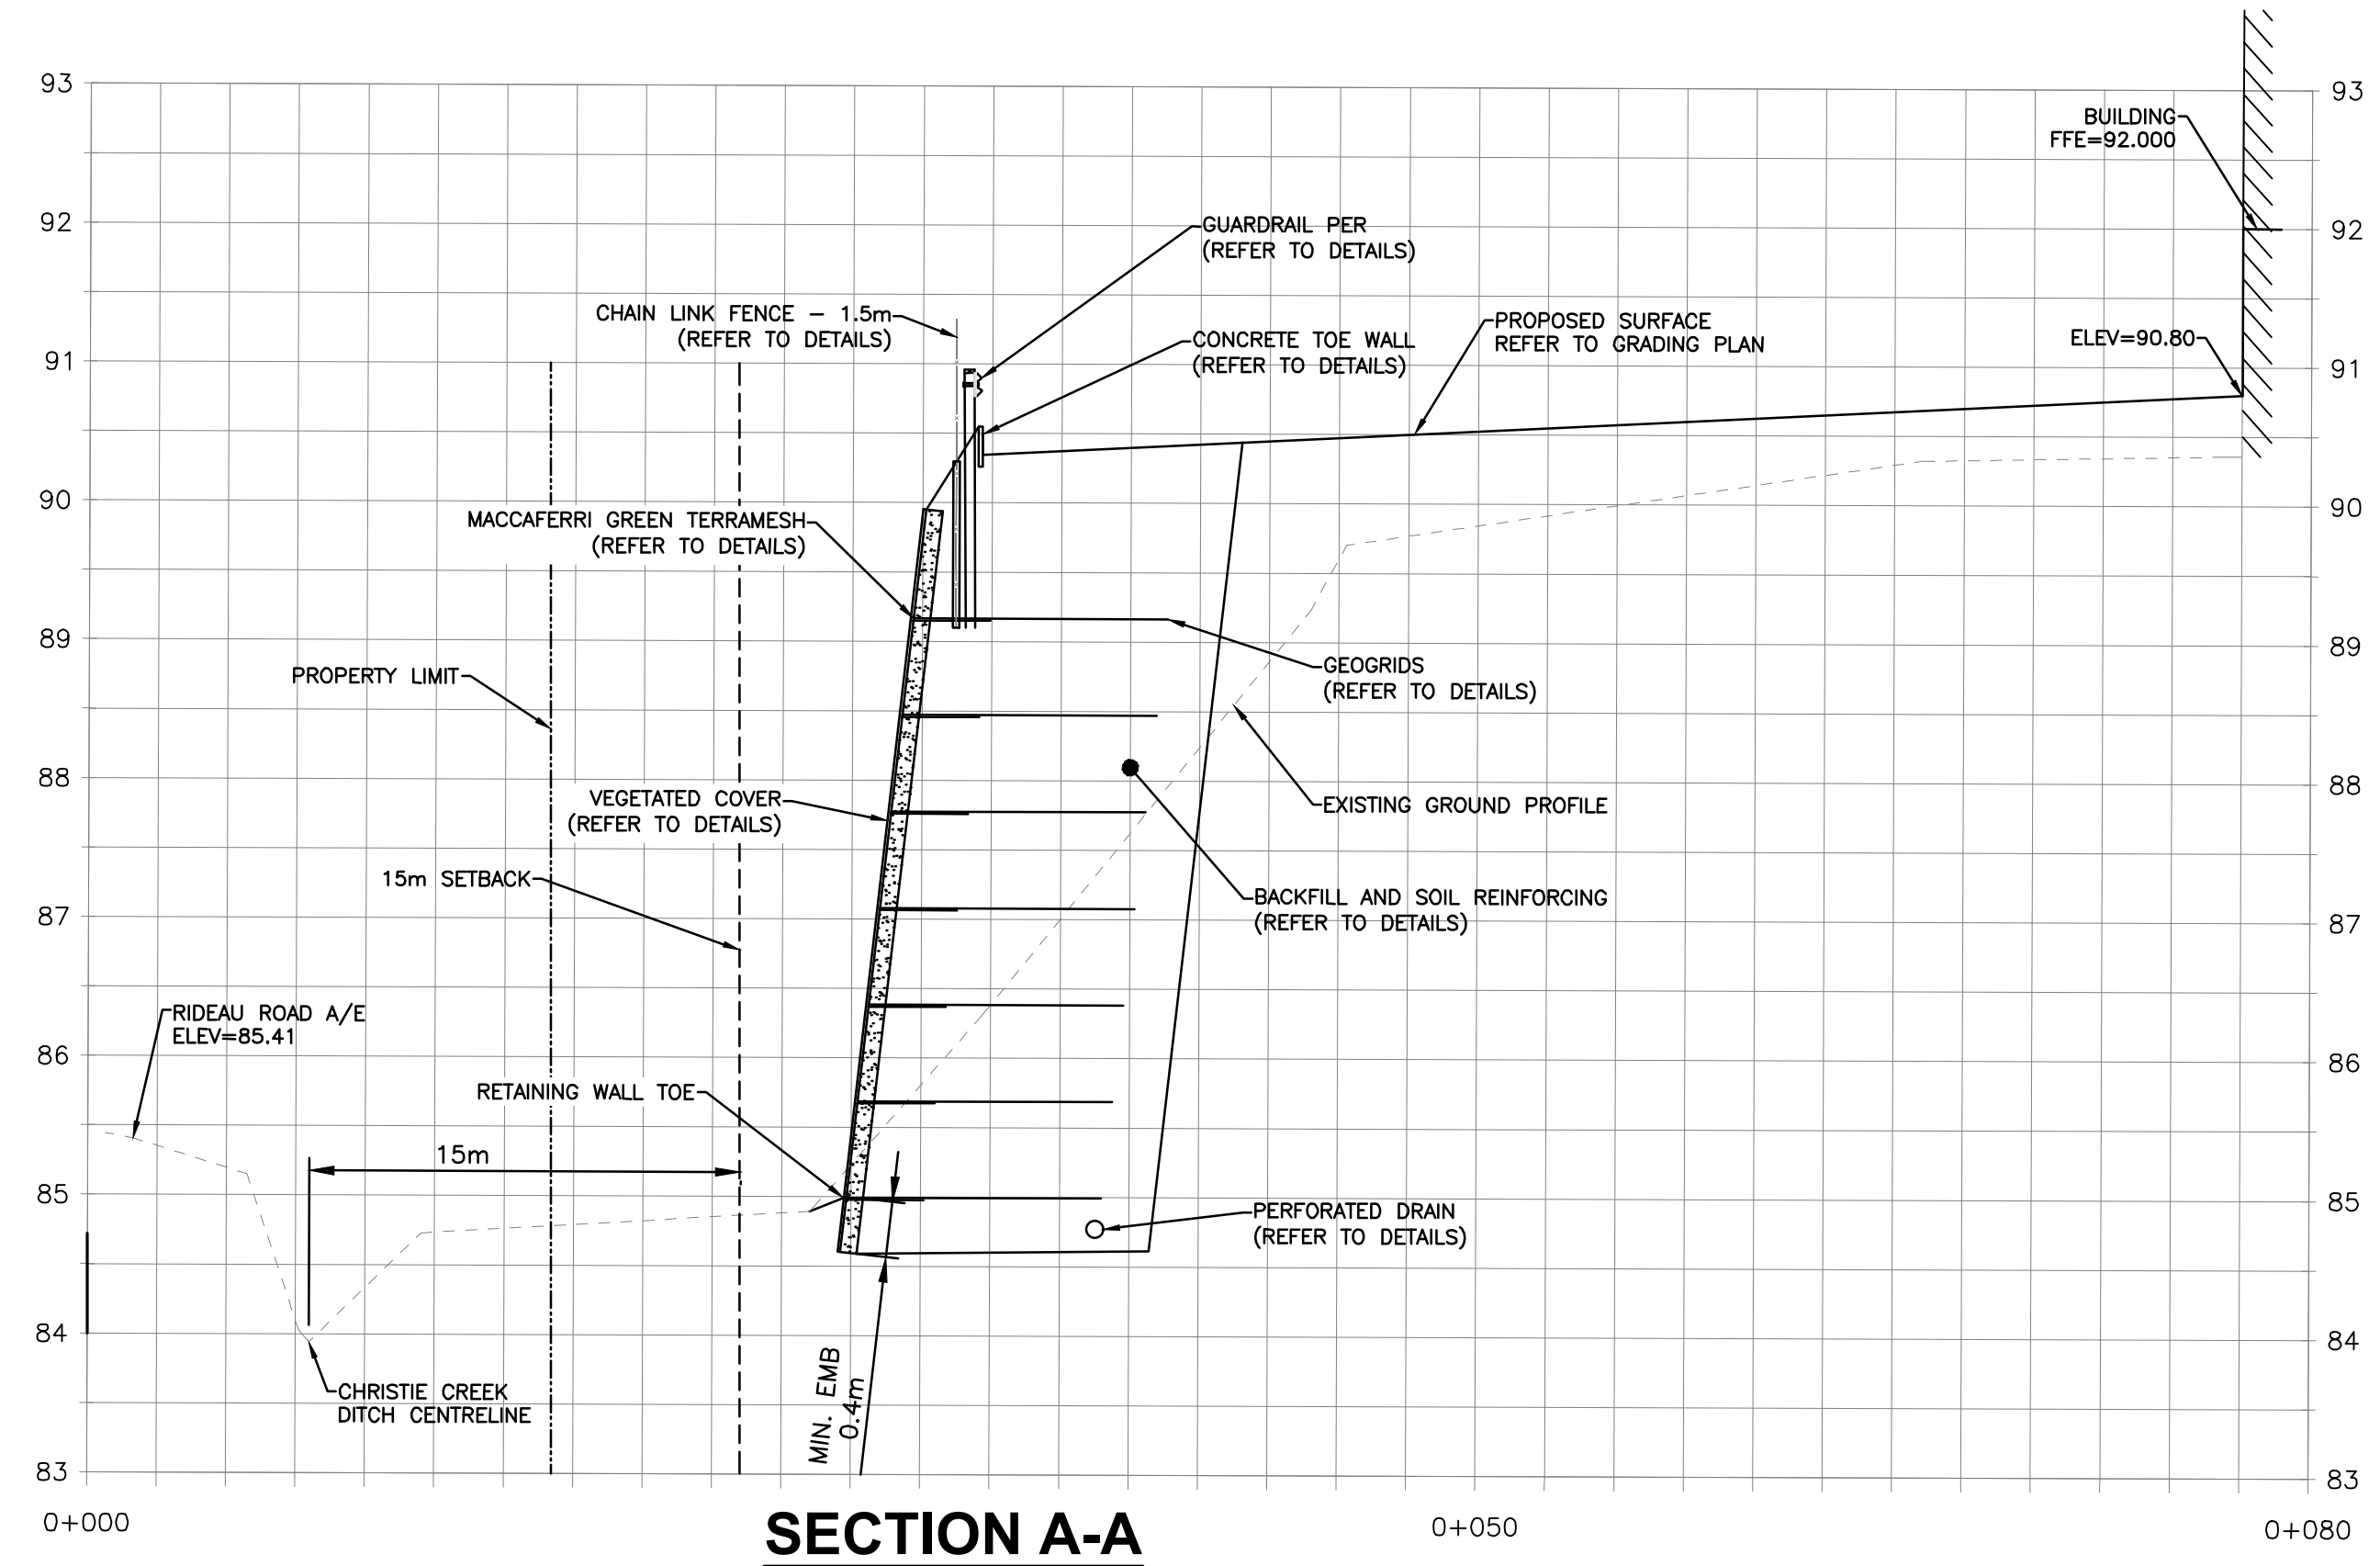 93
93
BUILDING
FFE=92.000
92
92
GUARDRAIL PER
(REFER TO DETAILS)
CHAIN LINK FENCE – 1.5m
(REFER TO DETAILS)
CONCRETE TOE WALL
(REFER TO DETAILS)
PROPOSED SURFACE
REFER TO GRADING PLAN
ELEV=90.80
91
91
90
90
MACCAFERRI GREEN TERRAMESH
(REFER TO DETAILS)
89
89
PROPERTY LIMIT
GEOGRIDS
(REFER TO DETAILS)
88
88
VEGETATED COVER
(REFER TO DETAILS)
EXISTING GROUND PROFILE
15m SETBACK
BACKFILL AND SOIL REINFORCING
(REFER TO DETAILS)
87
87
RIDEAU ROAD A/E
ELEV=85.41
86
86
RETAINING WALL TOE
15m
85
85
PERFORATED DRAIN
(REFER TO DETAILS)
84
84
MIN. EMB
0.4m
CHRISTIE CREEK
DITCH CENTRELINE
83
83
0+000
0+050
0+080
SECTION A-A